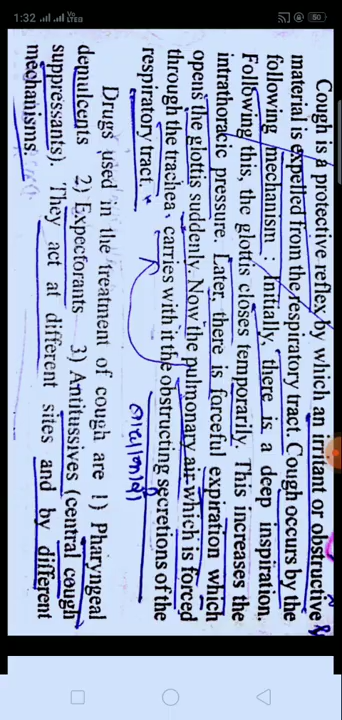 1:32
50
Cough is a protective reflex by which an irritant or obstructive
material is expelled from the respiratory tract. Cough occurs by the
following mechanism : Initially, there is a deep inspiration.
Following this, the glottis closes temporarily. This increases the
intrathoracic pressure. Later, there is forceful expiration which
opens the glottis suddenly. Now the pulmonary air which is forced
through the trachea, carries with it the obstructing secretions of the
respiratory tract.
Drugs used in the treatment of cough are 1) Pharyngeal
demulcents 2) Expectorants 3) Antitussives (central cough
suppressants). They act at different sites and by different
mechanisms.